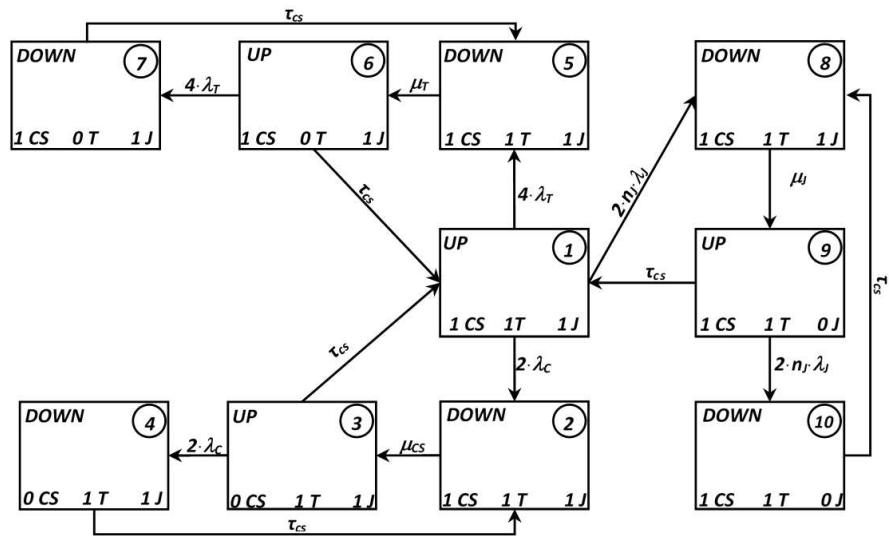 τcs
DOWN 7
1 CS 0 T 1 J
4·λT
UP 6
1 CS 0 T 1 J
μT
DOWN 5
1 CS 1 T 1 J
DOWN 8
1 CS 1 T 1 J
τcs
4·λT
2·nJ·λJ
μJ
τcs
UP 1
1 CS 1T 1 J
τcs
UP 9
1 CS 1 T 0 J
τcs
2·λC
2·nJ·λJ
DOWN 4
0 CS 1 T 1 J
2·λC
UP 3
0 CS 1 T 1 J
μCS
DOWN 2
1 CS 1 T 1 J
DOWN 10
1 CS 1 T 0 J
τcs